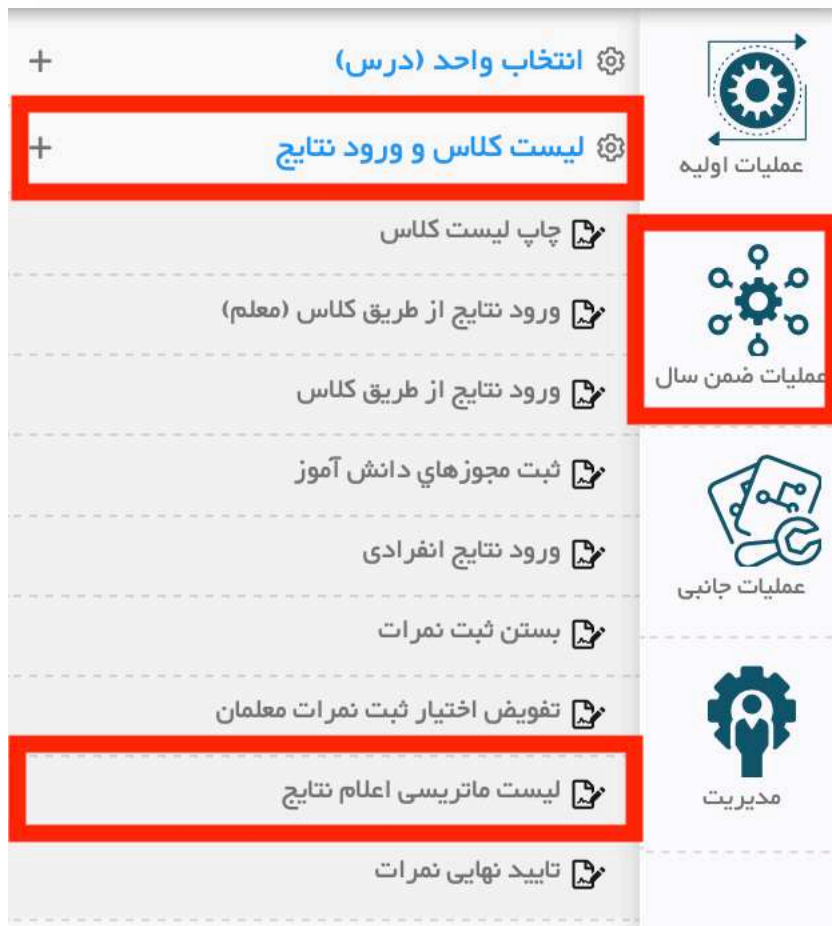 عملیات اولیه
عملیات ضمن سال
عملیات جانبی
مدیریت
انتخاب واحد (درس)
+
لیست کلاس و ورود نتایج
+
چاپ لیست کلاس
ورود نتایج از طریق کلاس (معلم)
ورود نتایج از طریق کلاس
ثبت مجوزهاي دانش آموز
ورود نتایج انفرادی
بستن ثبت نمرات
تفویض اختیار ثبت نمرات معلمان
لیست ماتریسی اعلام نتایج
تایید نهایی نمرات